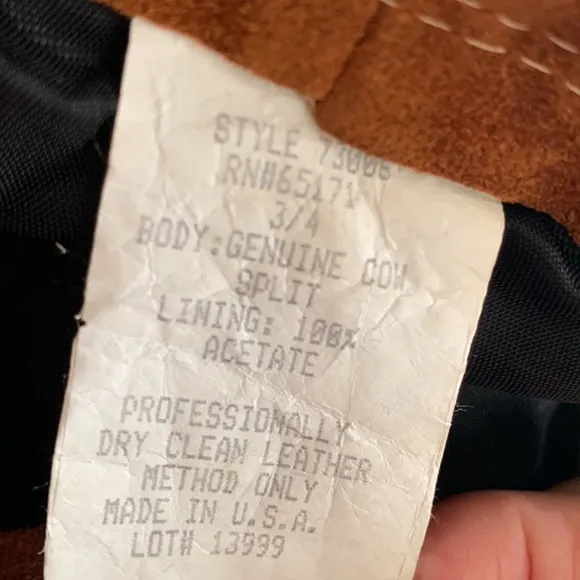 STYLE 73006
RN#65171
3/4
BODY:GENUINE COW
SPLIT
LINING: 100%
ACETATE
PROFESSIONALLY
DRY CLEAN LEATHER
METHOD ONLY
MADE IN U.S.A.
LOT# 13999